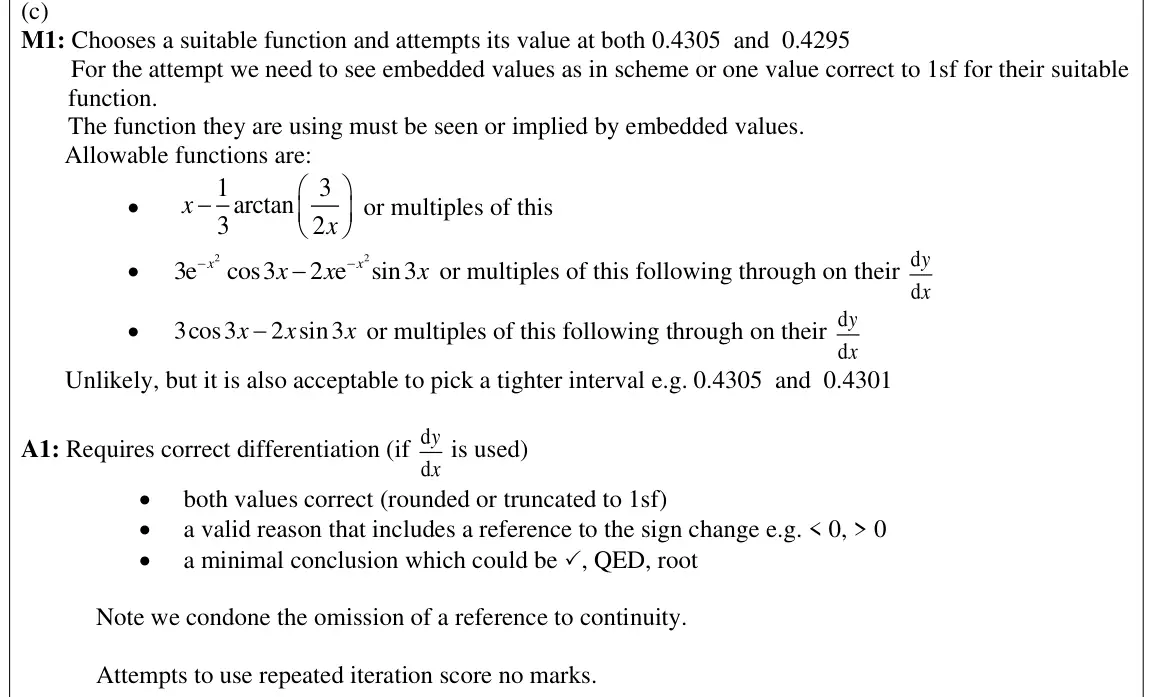 (c)
M1: Chooses a suitable function and attempts its value at both 0.4305 and 0.4295
For the attempt we need to see embedded values as in scheme or one value correct to 1sf for their suitable
function.
The function they are using must be seen or implied by embedded values.
Allowable functions are:
• x − 1/3 arctan(3/2x) or multiples of this
• 3e^(−x²) cos 3x − 2xe^(−x²) sin 3x or multiples of this following through on their dy/dx
• 3cos 3x − 2x sin 3x or multiples of this following through on their dy/dx
Unlikely, but it is also acceptable to pick a tighter interval e.g. 0.4305 and 0.4301
A1: Requires correct differentiation (if dy/dx is used)
• both values correct (rounded or truncated to 1sf)
• a valid reason that includes a reference to the sign change e.g. < 0, > 0
• a minimal conclusion which could be ✓, QED, root
Note we condone the omission of a reference to continuity.
Attempts to use repeated iteration score no marks.